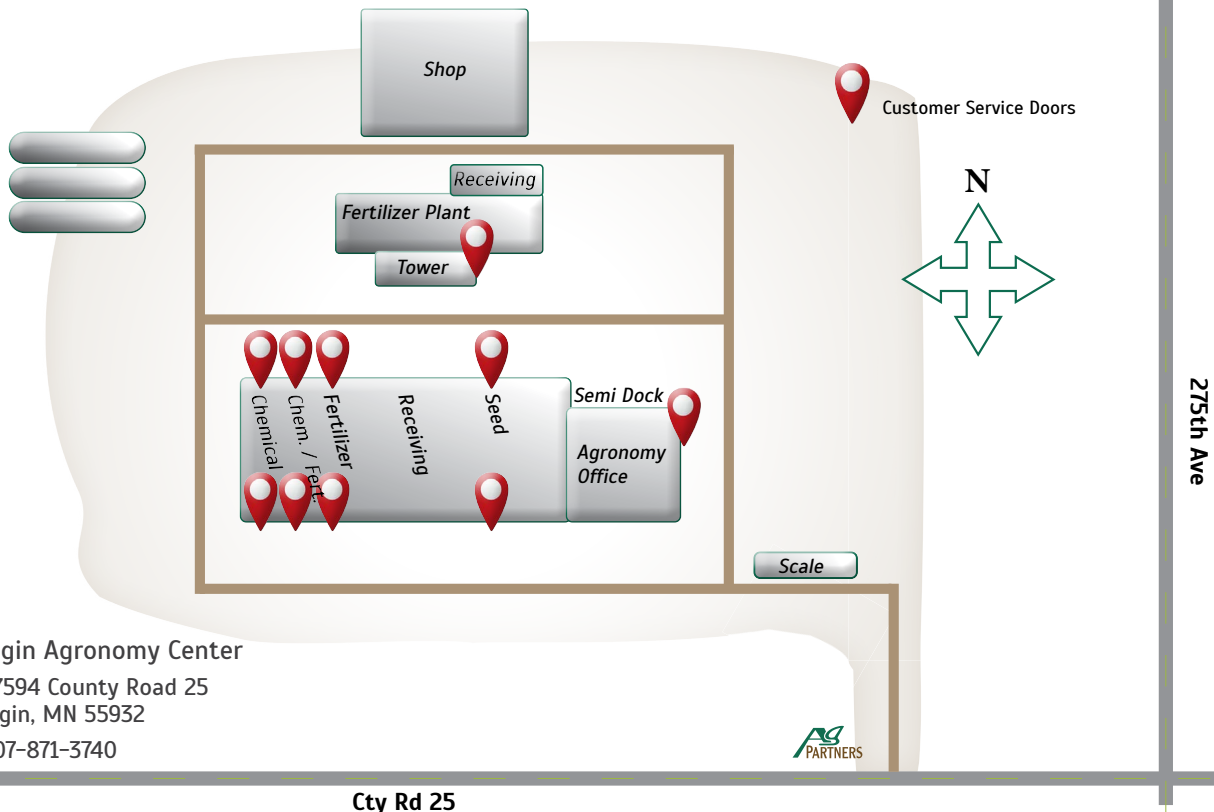 Shop
Customer Service Doors
Receiving
N
Fertilizer Plant
Tower
275th Ave
Chemical
Chem. / Fert.
Fertilizer
Receiving
Seed
Semi Dock
Agronomy
Office
Scale
gin Agronomy Center
7594 County Road 25
gin, MN 55932
07-871-3740
Ag
PARTNERS
Cty Rd 25